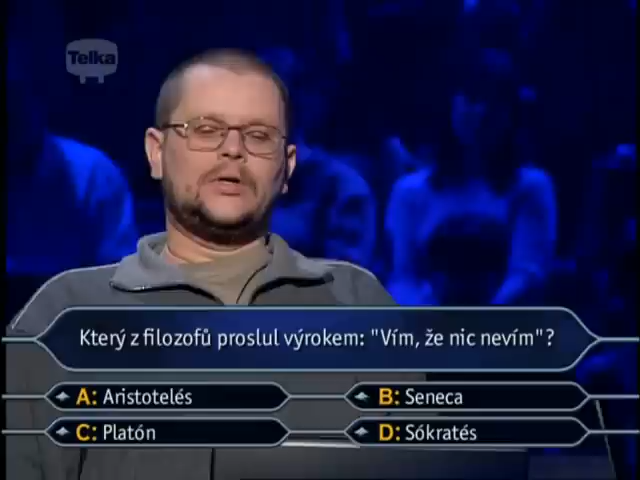 Telka
Který z filozofů proslul výrokem: "Vím, že nic nevím"?
A: Aristotelés
B: Seneca
C: Platón
D: Sókratés